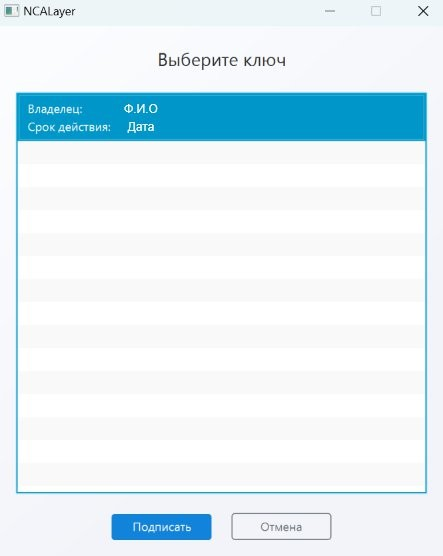 NCALayer
Выберите ключ
Владелец: Ф.И.О
Срок действия: Дата
Подписать Отмена